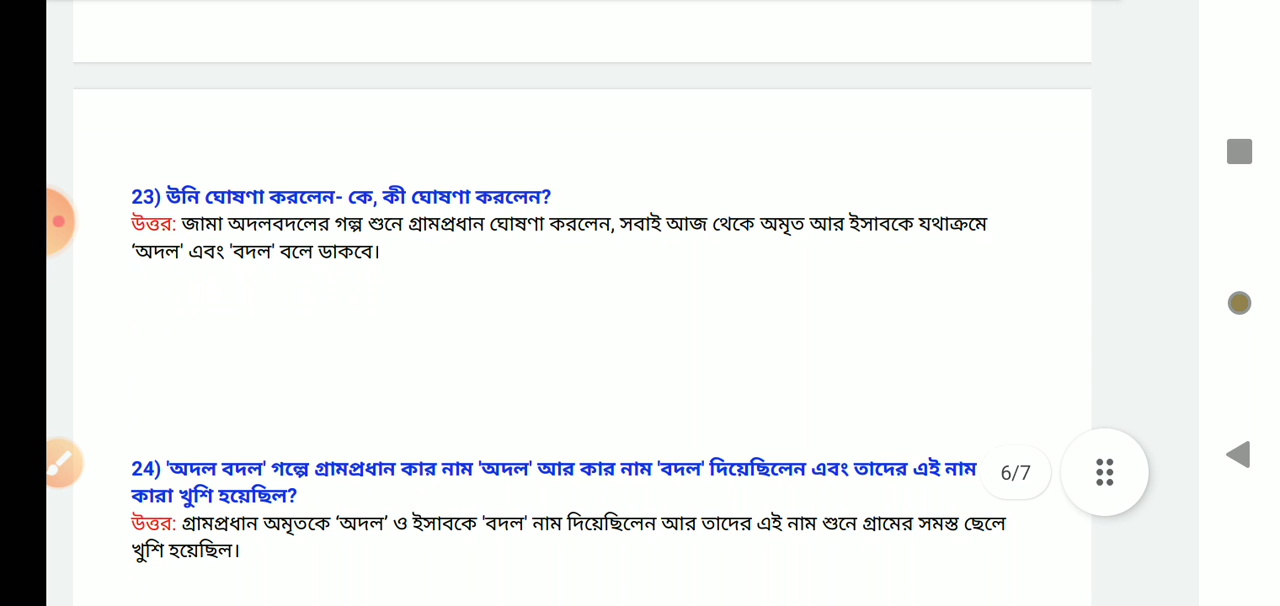 23) উনি ঘোষণা করলেন- কে, কী ঘোষণা করলেন?
উত্তর: জামা অদলবদলের গল্প শুনে গ্রামপ্রধান ঘোষণা করলেন, সবাই আজ থেকে অমৃত আর ইসাবকে যথাক্রমে
‘অদল' এবং 'বদল' বলে ডাকবে।
24) 'অদল বদল' গল্পে গ্রামপ্রধান কার নাম 'অদল' আর কার নাম 'বদল' দিয়েছিলেন এবং তাদের এই নাম
6/7
কারা খুশি হয়েছিল?
উত্তর: গ্রামপ্রধান অমৃতকে ‘অদল’ ও ইসাবকে 'বদল' নাম দিয়েছিলেন আর তাদের এই নাম শুনে গ্রামের সমস্ত ছেলে
খুশি হয়েছিল।